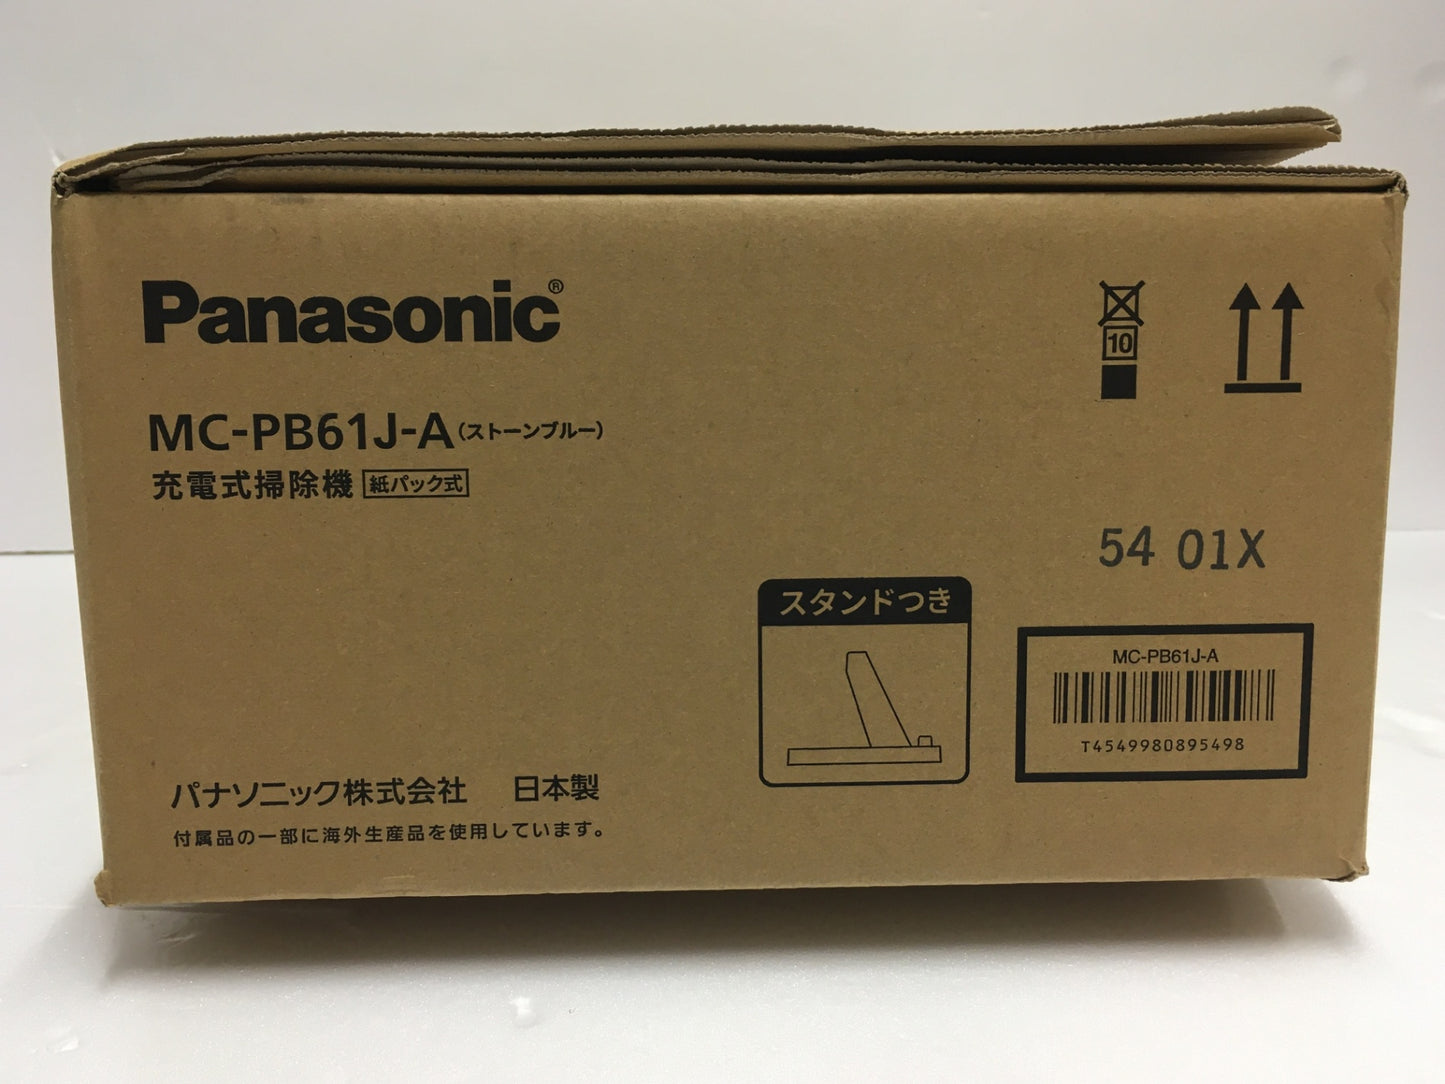 Panasonic®
MC-PB61J-A(ストーンブルー)
充電式掃除機 紙パック式
10
54 01X
スタンドつき
MC-PB61J-A
T4549980895498
パナソニック株式会社 日本製
付属品の一部に海外生産品を使用しています。